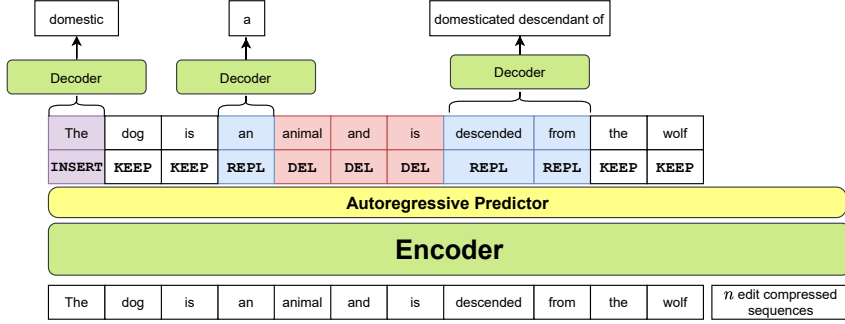 domestic a domesticated descendant of
Decoder Decoder Decoder
The dog is an animal and is descended from the wolf
INSERT KEEP KEEP REPL DEL DEL DEL REPL REPL KEEP KEEP
Autoregressive Predictor
Encoder
The dog is an animal and is descended from the wolf
n edit compressed
sequences